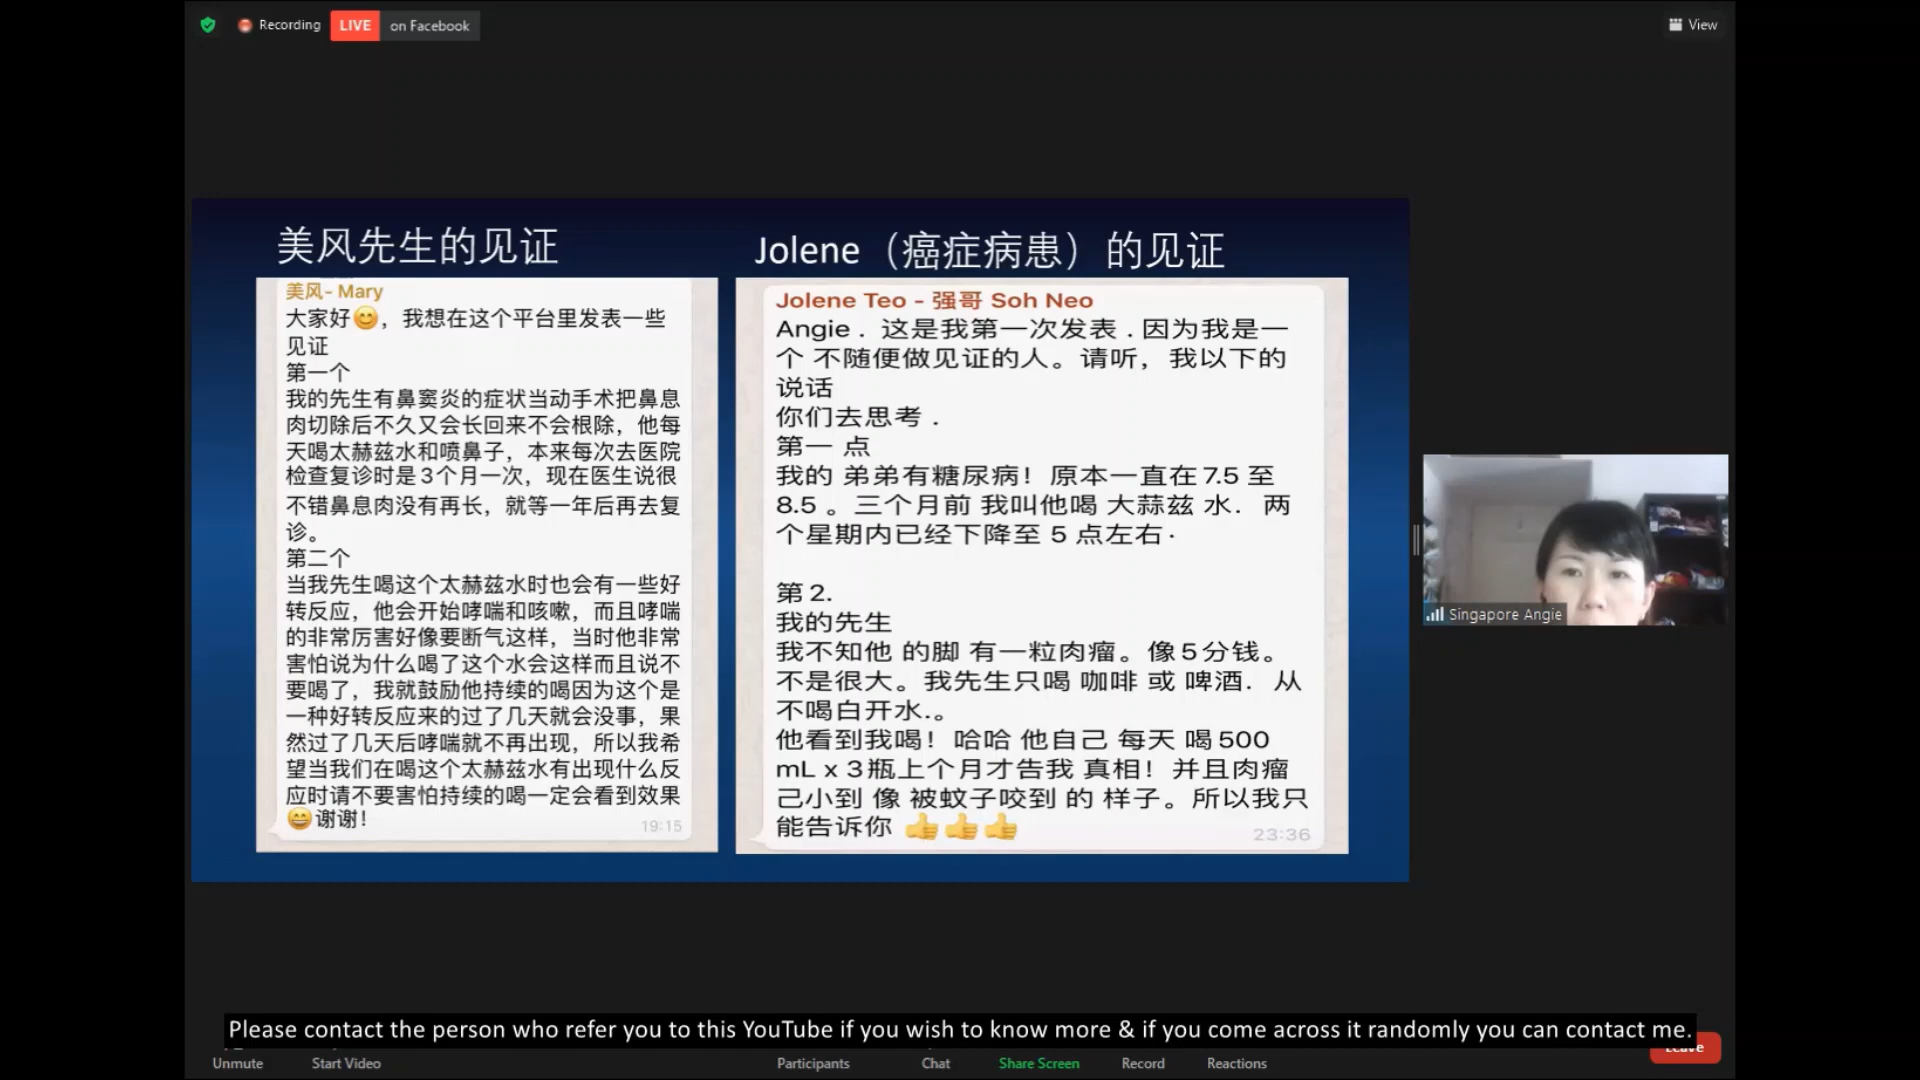 Recording
LIVE on Facebook
View
美风先生的见证
美风- Mary
大家好😊，我想在这个平台里发表一些
见证
第一个
我的先生有鼻窦炎的症状当动手术把鼻息
肉切除后不久又会长回来不会根除，他每
天喝太赫兹水和喷鼻子，本来每次去医院
检查复诊时是3个月一次，现在医生说很
不错鼻息肉没有再长，就等一年后再去复
诊。
第二个
当我先生喝这个太赫兹水时也会有一些好
转反应，他会开始哮喘和咳嗽，而且哮喘
的非常厉害好像要断气这样，当时他非常
害怕说为什么喝了这个水会这样而且说不
要喝了，我就鼓励他持续的喝因为这个是
一种好转反应来的过了几天就会没事，果
然过了几天后哮喘就不再出现，所以我希
望当我们在喝这个太赫兹水有出现什么反
应时请不要害怕持续的喝一定会看到效果
😄谢谢！
19:15
Jolene（癌症病患）的见证
Jolene Teo - 强哥 Soh Neo
Angie . 这是我第一次发表 . 因为我是一
个 不随便做见证的人。请听，我以下的
说话
你们去思考 .
第一 点
我的 弟弟有糖尿病！原本一直在 7.5 至
8.5 。三个月前 我叫他喝 大蒜兹 水. 两
个星期内已经下降至 5 点左右·
第 2.
我的先生
我不知他 的脚 有一粒肉瘤。像 5 分钱。
不是很大。我先生只喝 咖啡 或 啤酒. 从
不喝白开水.。
他看到我喝！哈哈 他自己 每天 喝 500
mL x 3 瓶上个月才告我 真相！并且肉瘤
己小到 像 被蚊子咬到 的 样子。所以我只
能告诉你 👍👍👍
23:36
Singapore Angie
Please contact the person who refer you to this YouTube if you wish to know more & if you come across it randomly you can contact me.
Leave
Unmute
Start Video
Participants
Chat
Share Screen
Record
Reactions